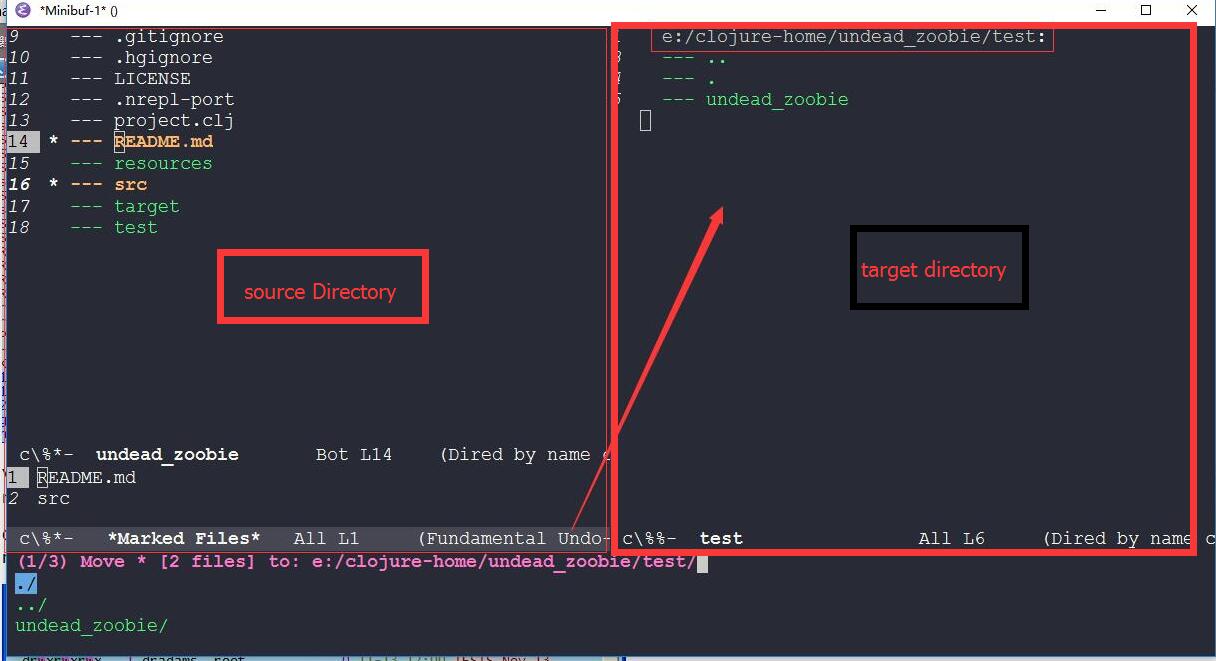 *Minibuf-1* ()
9 --- .gitignore
10 --- .hgignore
11 --- LICENSE
12 --- .nrepl-port
13 --- project.clj
14 * --- README.md
15 --- resources
16 * --- src
17 --- target
18 --- test
source Directory
c\%*- undead_zoobie Bot L14 (Dired by name
1 README.md
2 src
c\%*- *Marked Files* All L1 (Fundamental Undo-
e:/clojure-home/undead_zoobie/test:
--- ..
--- .
--- undead_zoobie
target directory
c\%%- test All L6 (Dired by name c
(1/3) Move * [2 files] to: e:/clojure-home/undead_zoobie/test/
./
../
undead_zoobie/